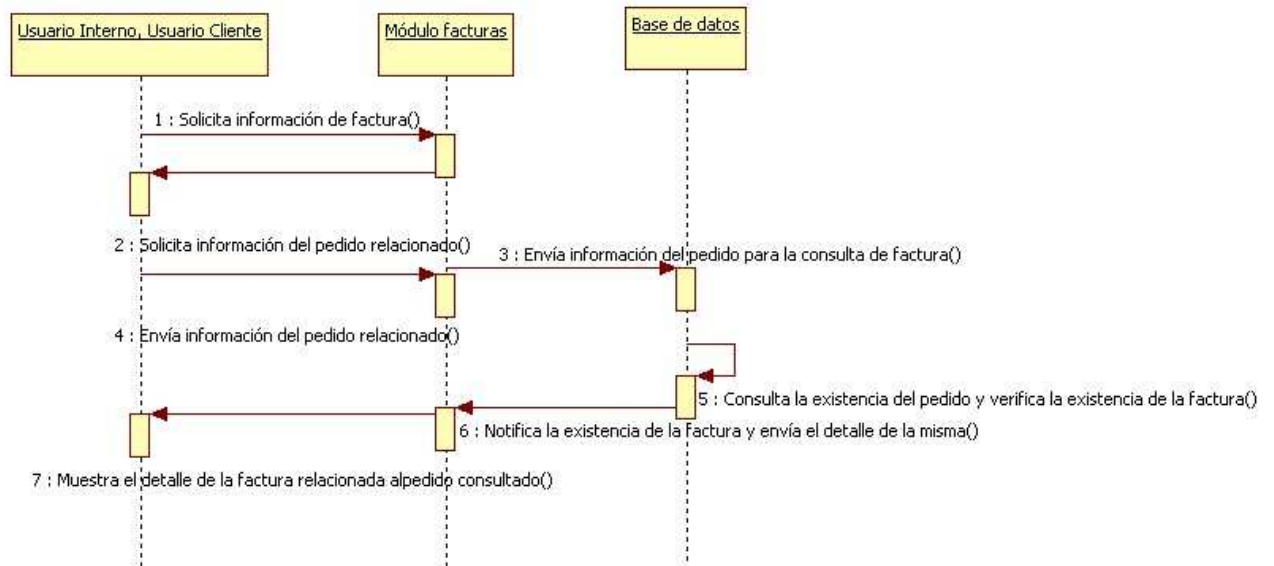 Usuario Interno, Usuario Cliente
Módulo facturas
Base de datos
1 : Solicita información de factura()
2 : Solicita información del pedido relacionado()
3 : Envía información del pedido para la consulta de factura()
4 : Envía información del pedido relacionado()
5 : Consulta la existencia del pedido y verifica la existencia de la factura()
6 : Notifica la existencia de la factura y envía el detalle de la misma()
7 : Muestra el detalle de la factura relacionada alpedido consultado()